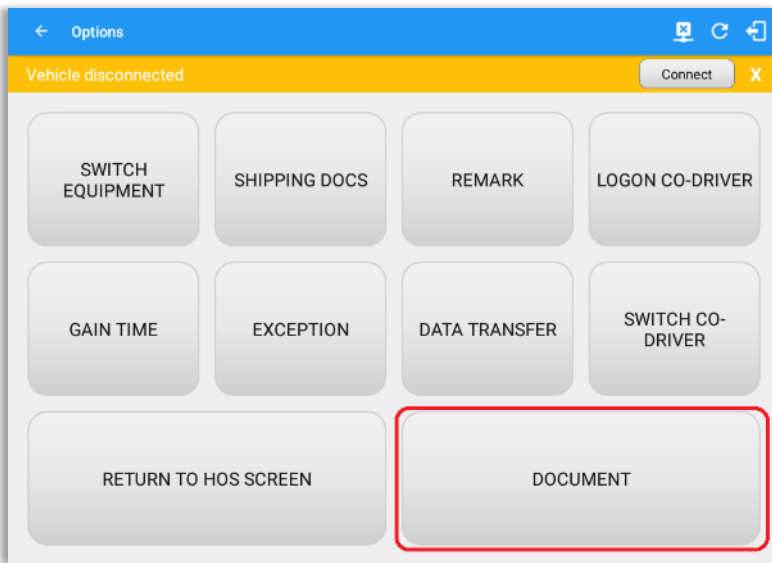 Options
Vehicle disconnected
Connect
X
SWITCH
EQUIPMENT
SHIPPING DOCS
REMARK
LOGON CO-DRIVER
GAIN TIME
EXCEPTION
DATA TRANSFER
SWITCH CO-
DRIVER
RETURN TO HOS SCREEN
DOCUMENT